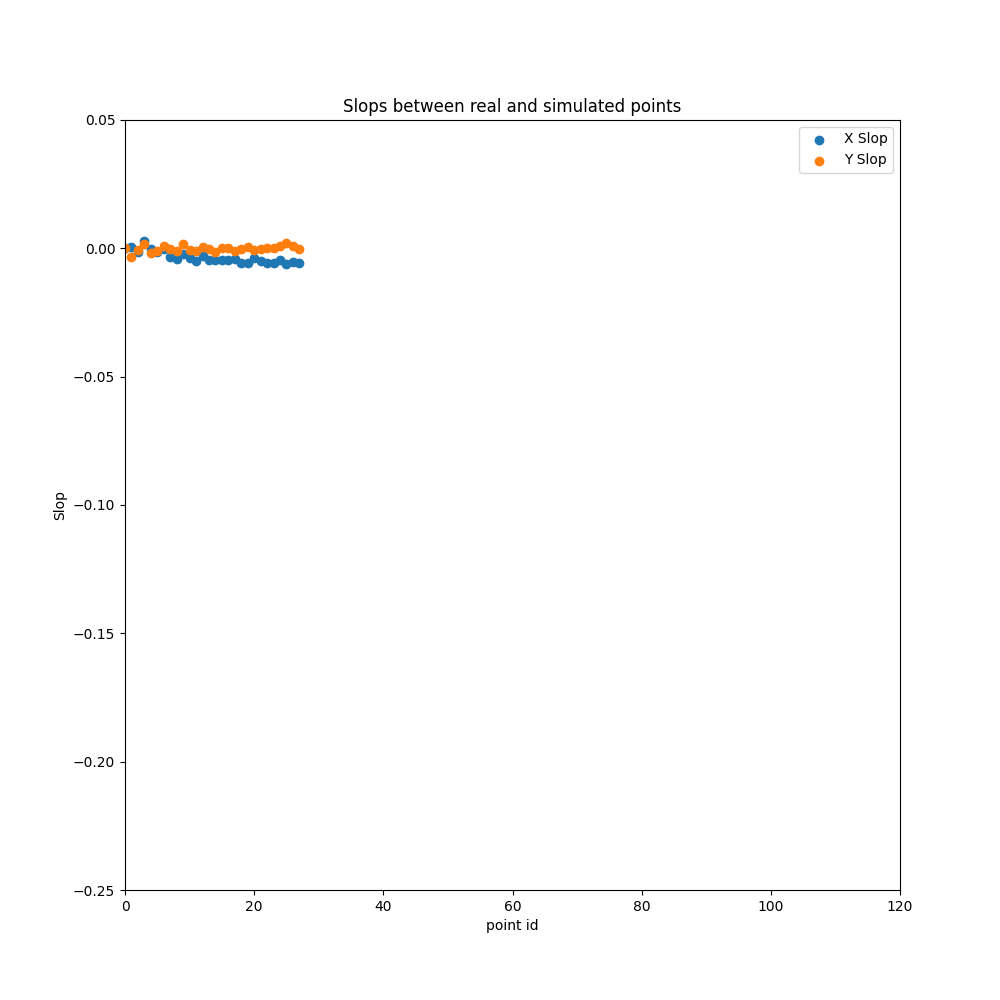 Slops between real and simulated points
X Slop
Y Slop
0.05
0.00
−0.05
−0.10
−0.15
−0.20
−0.25
Slop
0 20 40 60 80 100 120
point id